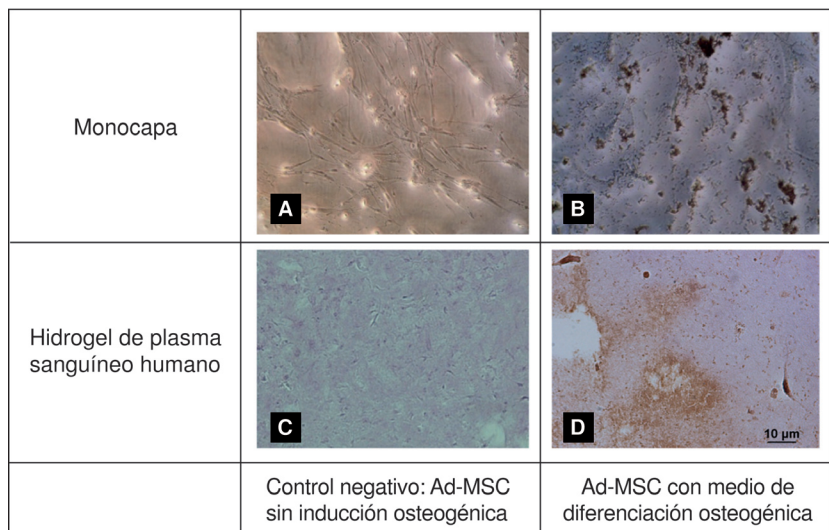 Monocapa
A
B
Hidrogel de plasma
sanguíneo humano
C
D
10 µm
Control negativo: Ad-MSC
sin inducción osteogénica
Ad-MSC con medio de
diferenciación osteogénica